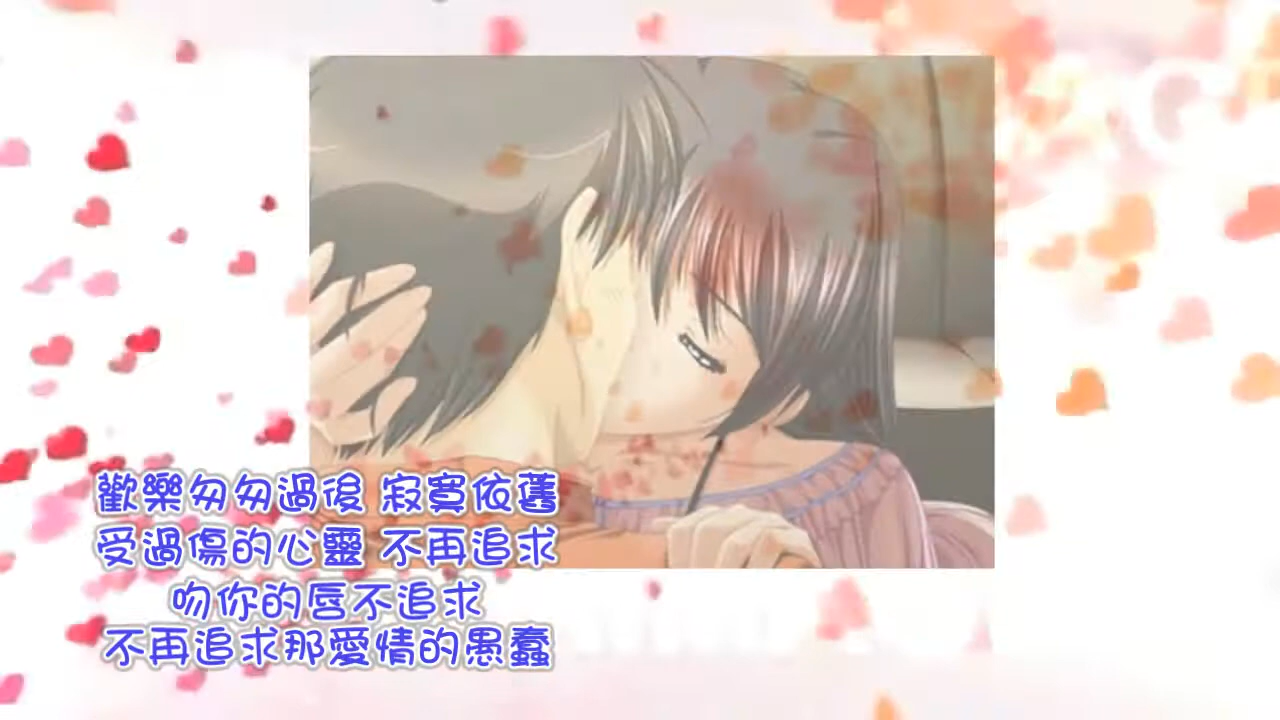 歡樂匆匆過後 寂寞依舊
受過傷的心靈 不再追求
吻你的唇不追求
不再追求那愛情的愚蠢